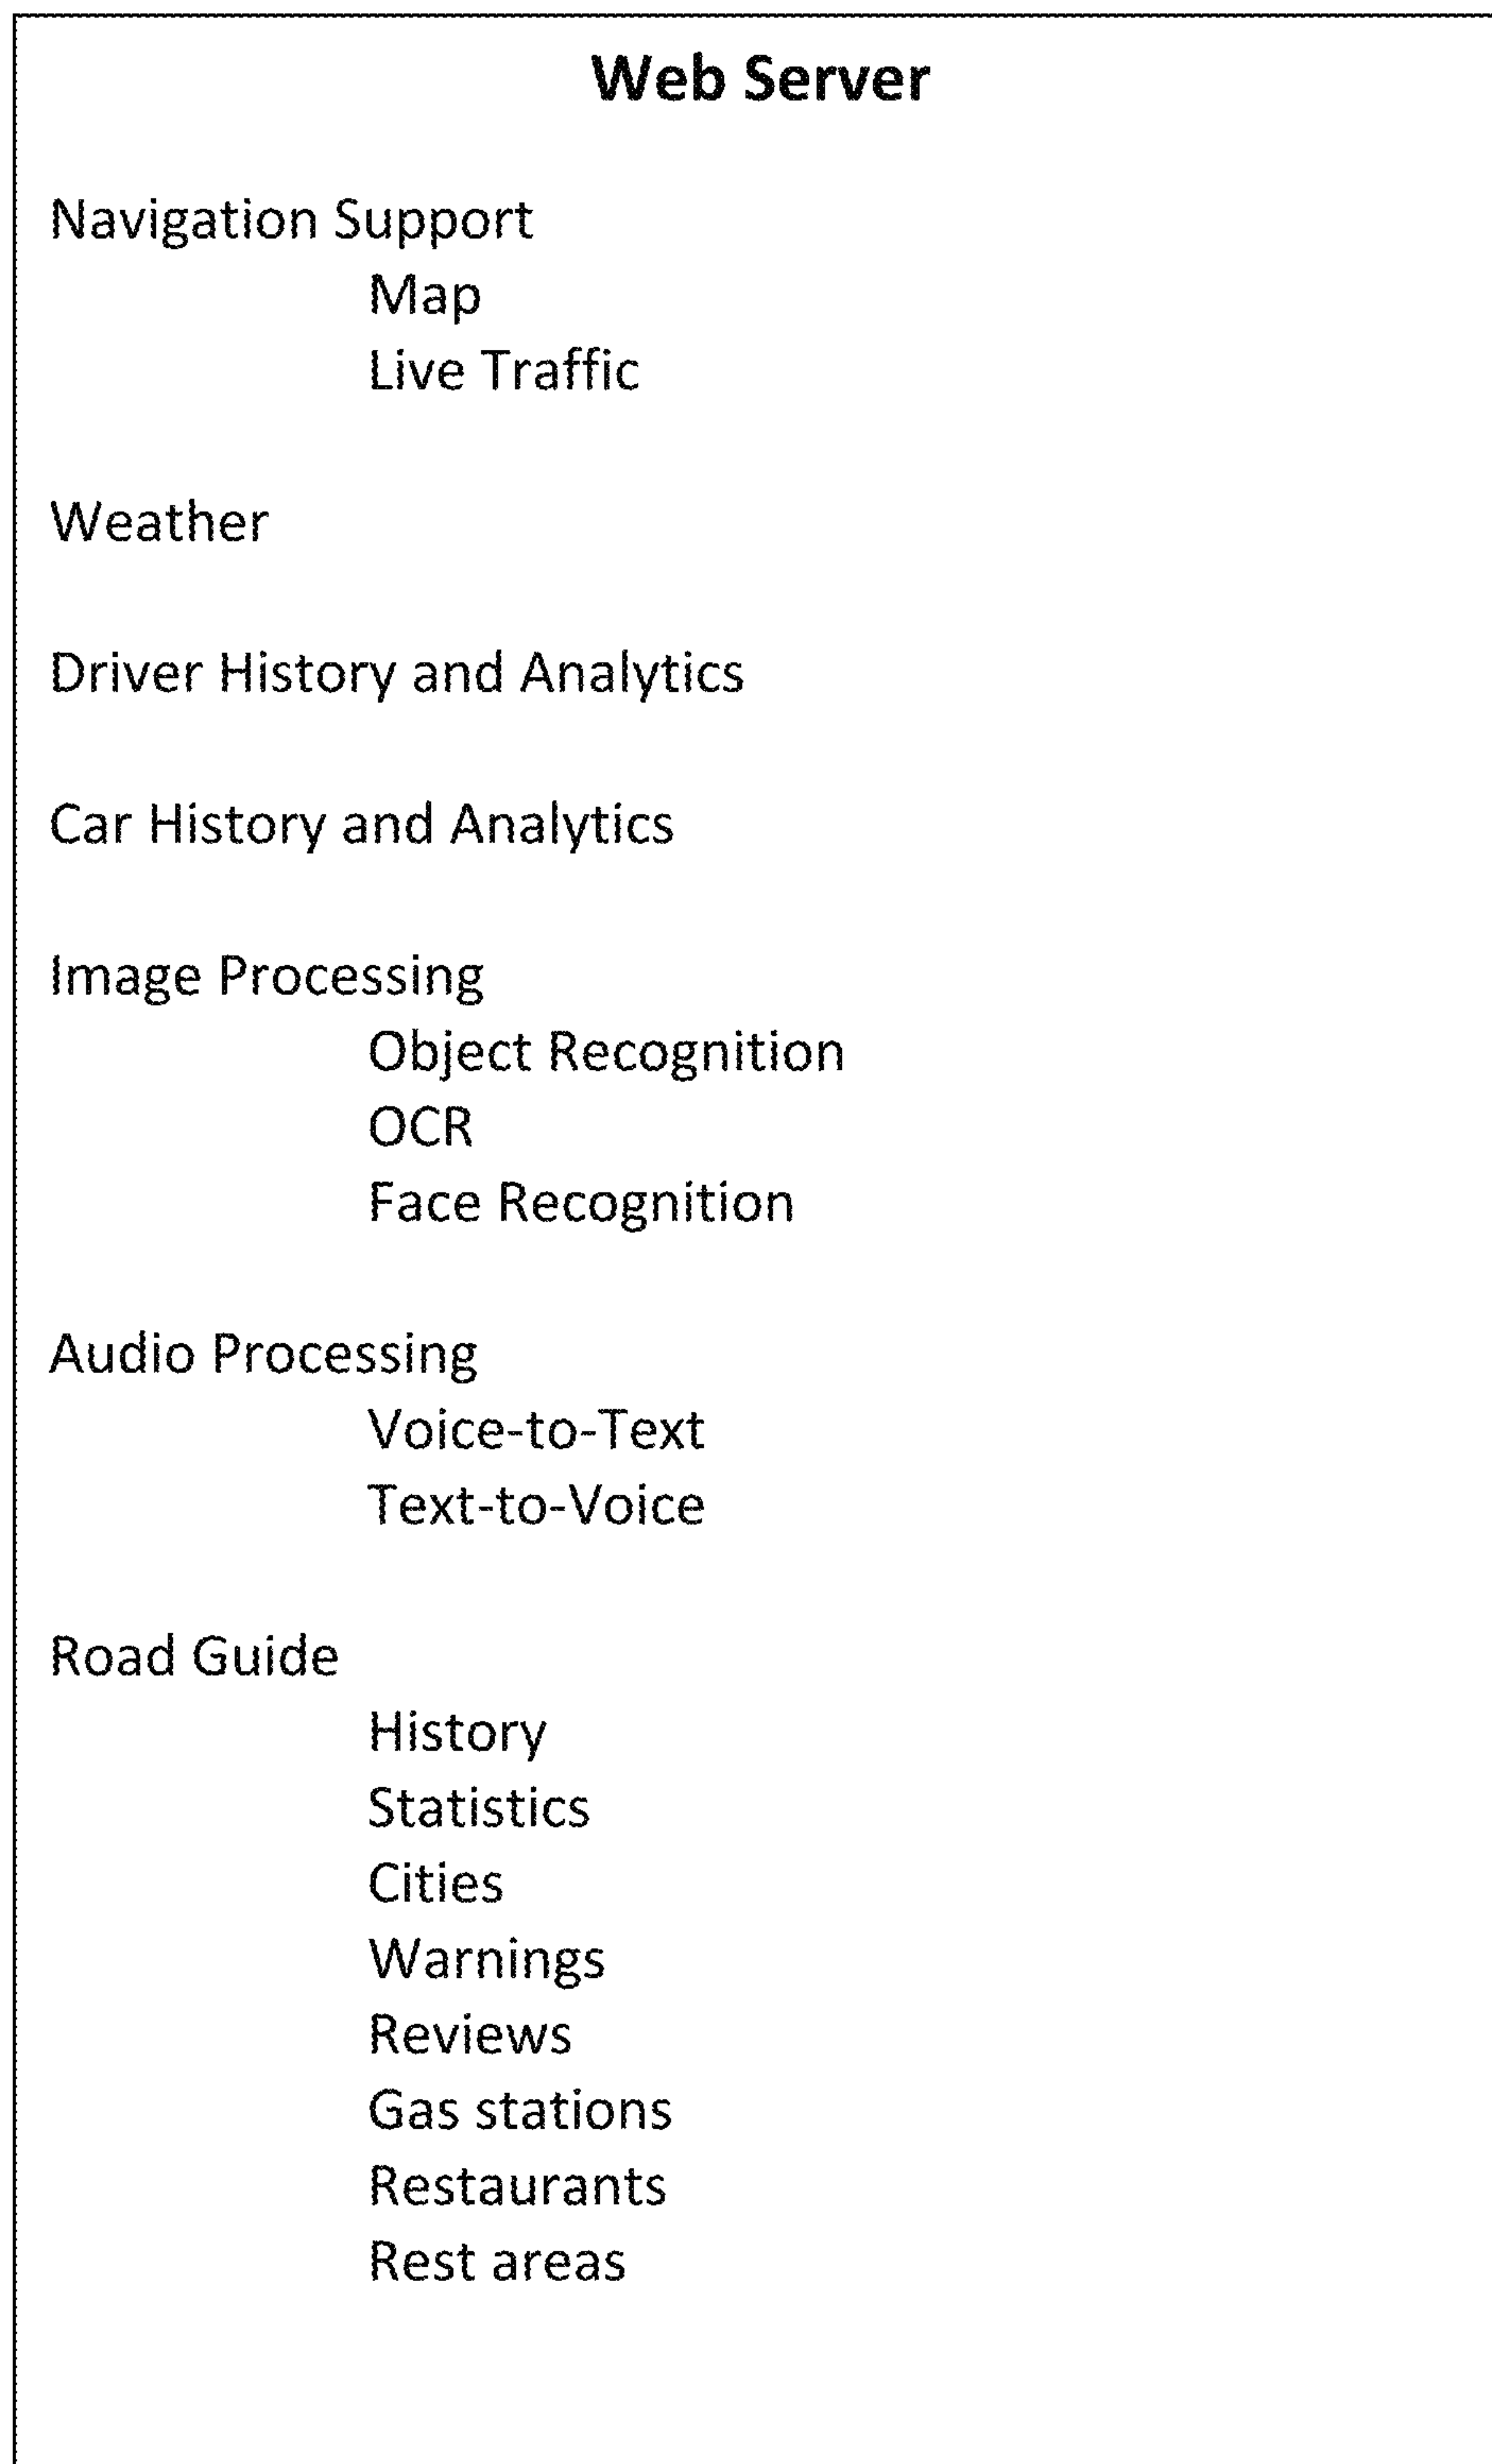 Web Server
Navigation Support
Map
Live Traffic
Weather
Driver History and Analytics
Car History and Analytics
Image Processing
Object Recognition
OCR
Face Recognition
Audio Processing
Voice-to-Text
Text-to-Voice
Road Guide
History
Statistics
Cities
Warnings
Reviews
Gas stations
Restaurants
Rest areas